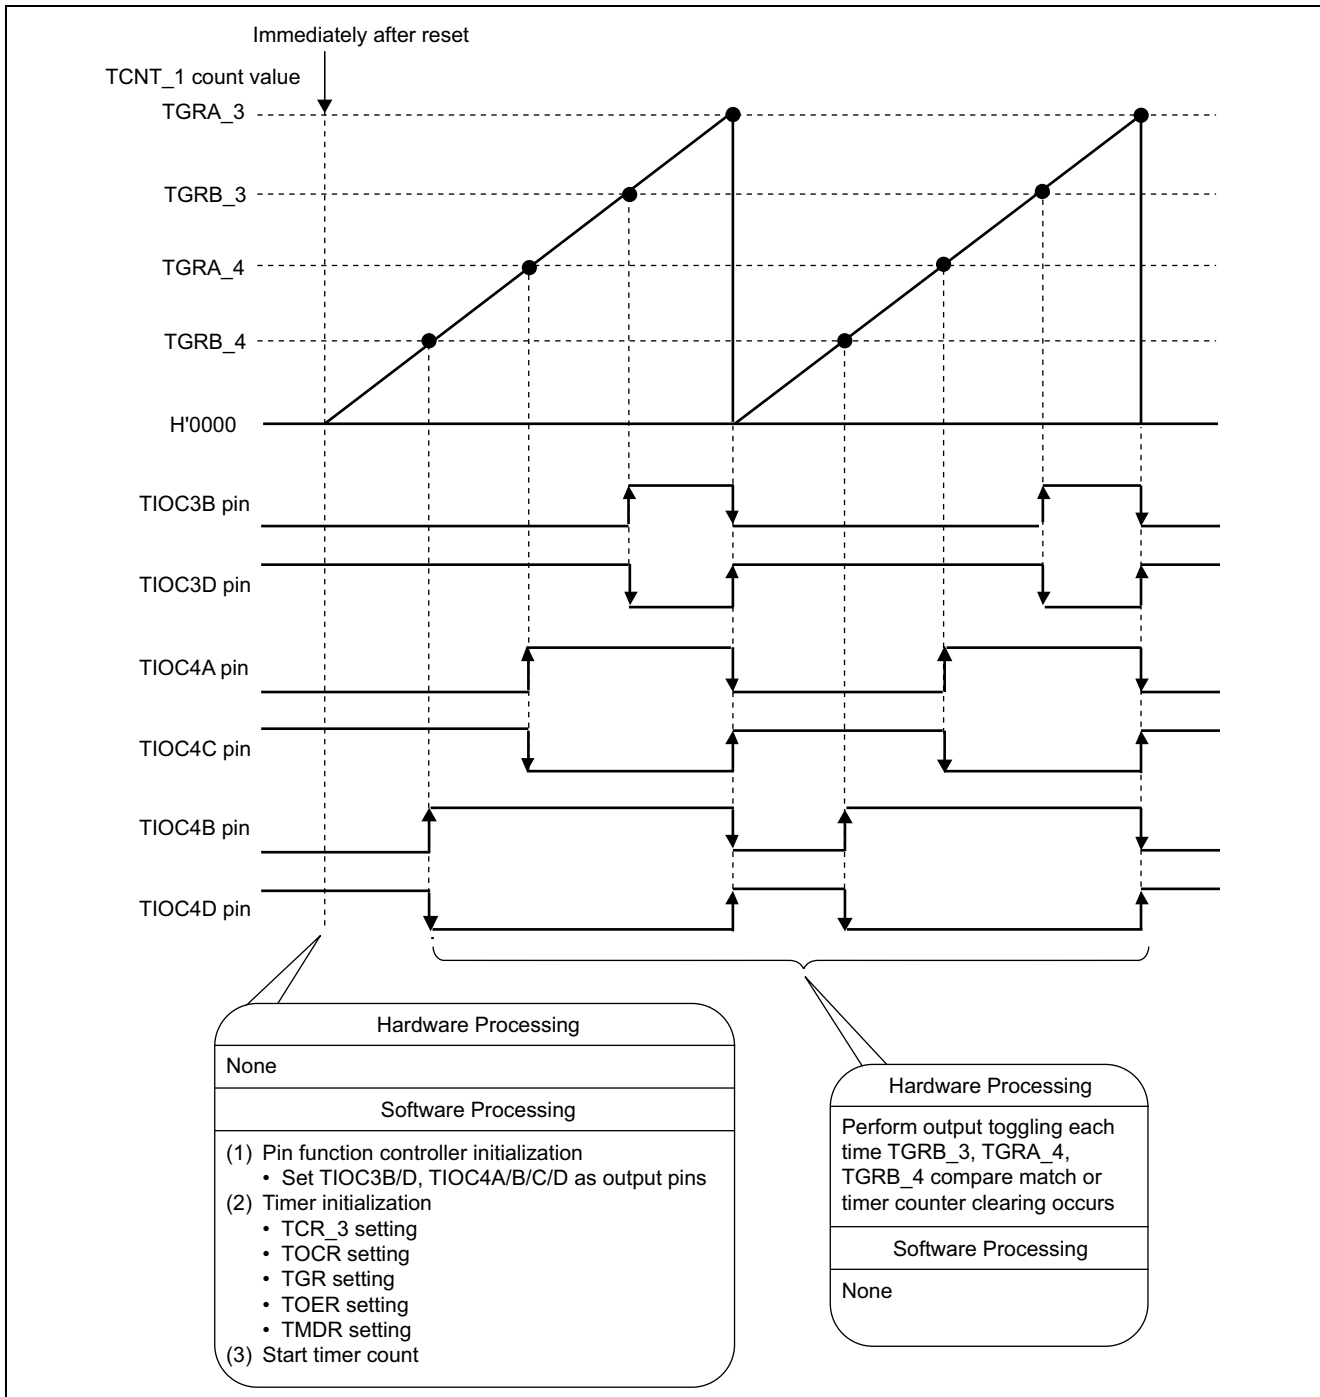 Immediately after reset
TCNT_1 count value
TGRA_3
TGRB_3
TGRA_4
TGRB_4
H'0000
TIOC3B pin
TIOC3D pin
TIOC4A pin
TIOC4C pin
TIOC4B pin
TIOC4D pin
Hardware Processing
None
Software Processing
(1) Pin function controller initialization
• Set TIOC3B/D, TIOC4A/B/C/D as output pins
(2) Timer initialization
• TCR_3 setting
• TOCR setting
• TGR setting
• TOER setting
• TMDR setting
(3) Start timer count
Hardware Processing
Perform output toggling each
time TGRB_3, TGRA_4,
TGRB_4 compare match or
timer counter clearing occurs
Software Processing
None